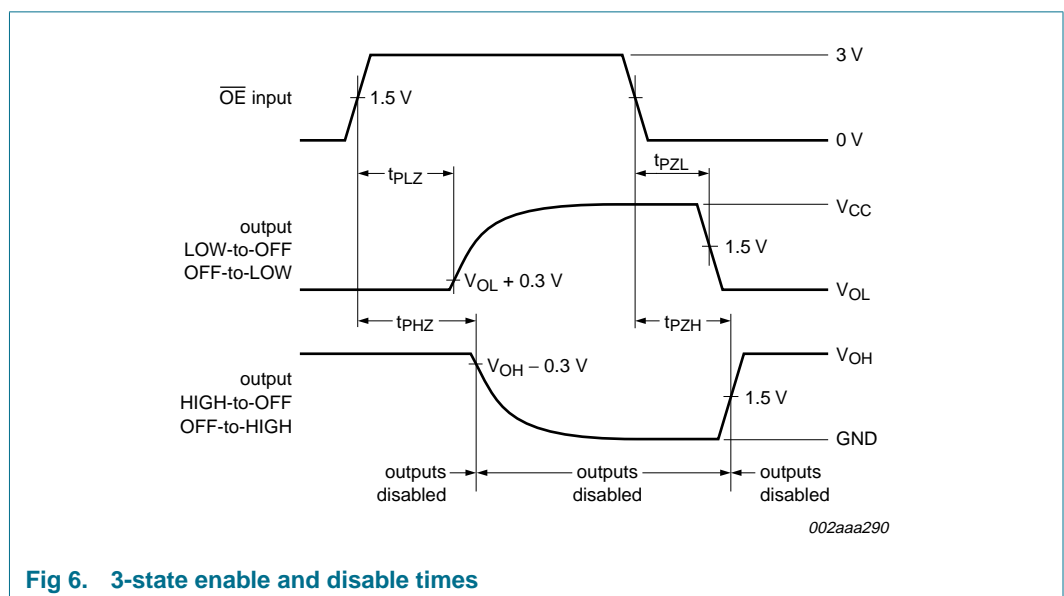 3 V
OE input
1.5 V
0 V
tPLZ
tPZL
VCC
output
LOW-to-OFF
OFF-to-LOW
1.5 V
VOL + 0.3 V
VOL
tPHZ
tPZH
VOH
VOH − 0.3 V
output
HIGH-to-OFF
OFF-to-HIGH
1.5 V
GND
outputs
disabled
outputs
disabled
outputs
disabled
002aaa290
Fig 6. 3-state enable and disable times